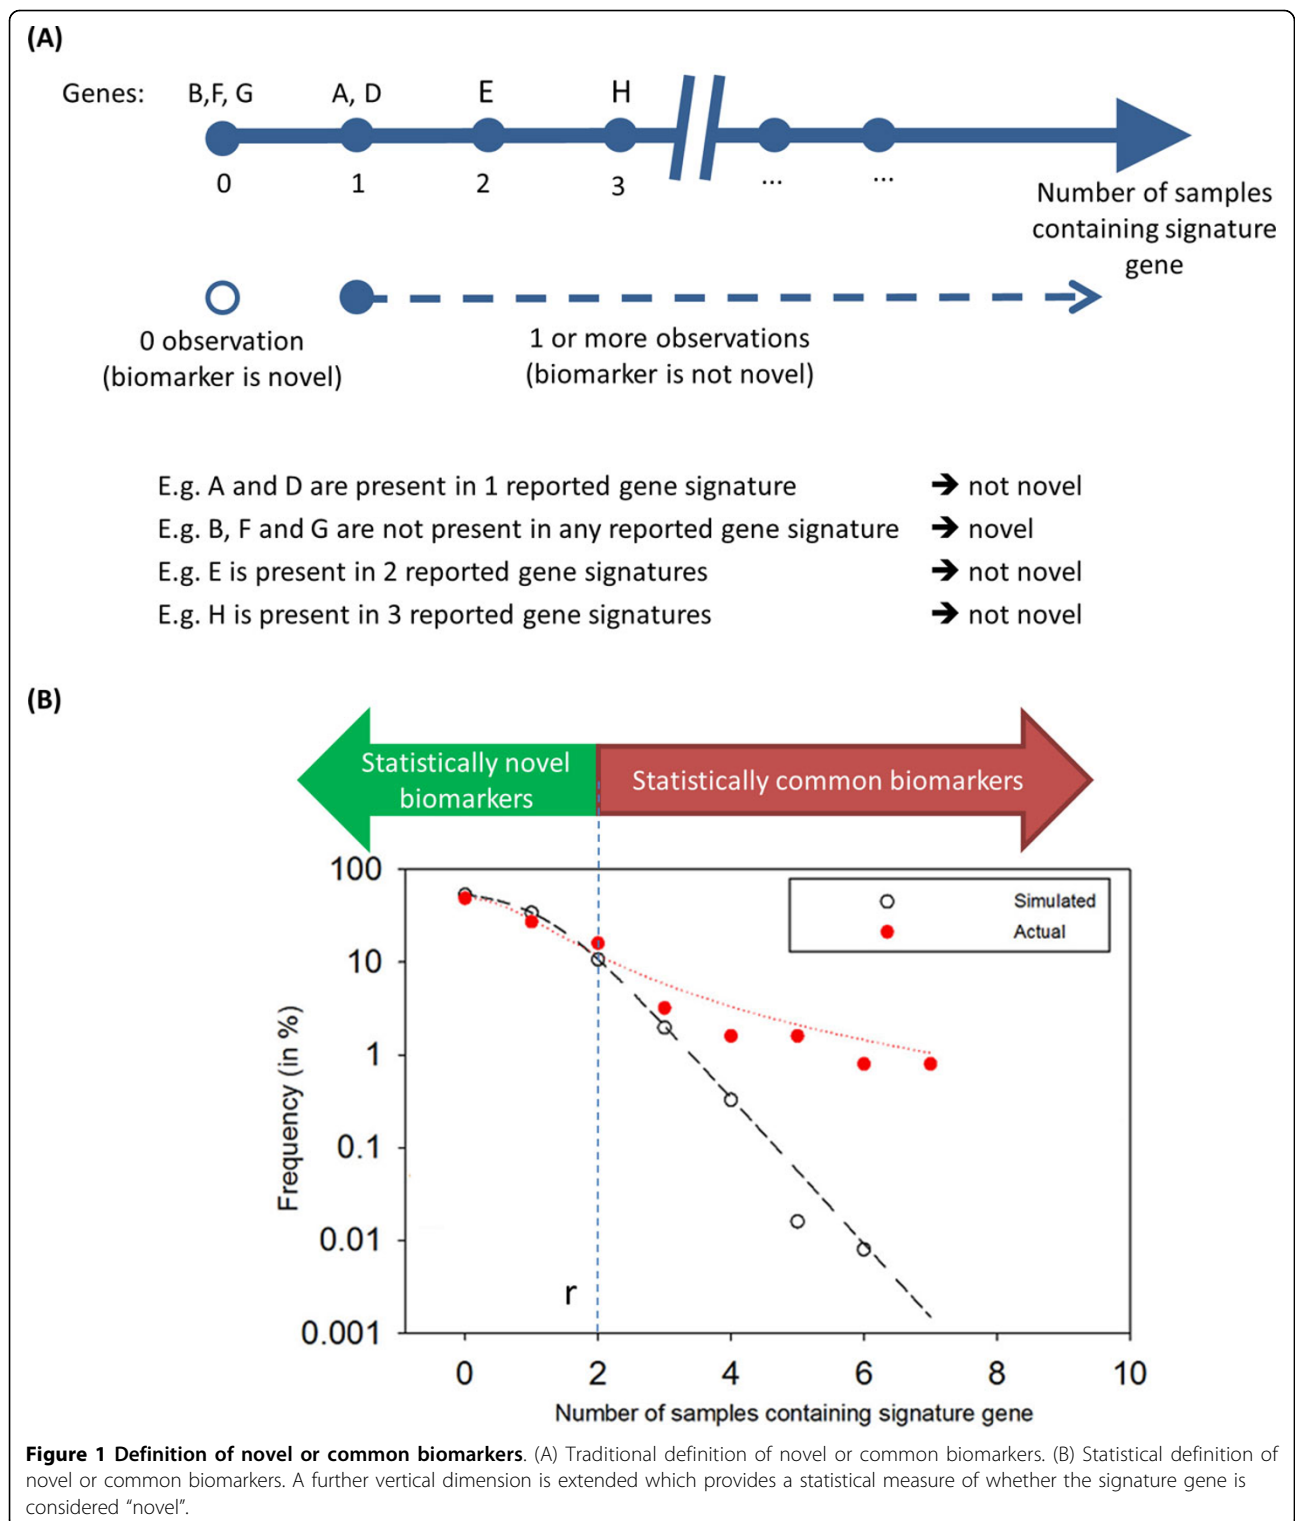 (A)
Genes: B,F, G A, D E H
0 1 2 3 ... ...
Number of samples
containing signature
gene
0 observation
(biomarker is novel)
1 or more observations
(biomarker is not novel)
E.g. A and D are present in 1 reported gene signature ➔ not novel
E.g. B, F and G are not present in any reported gene signature ➔ novel
E.g. E is present in 2 reported gene signatures ➔ not novel
E.g. H is present in 3 reported gene signatures ➔ not novel
(B)
Statistically novel
biomarkers
Statistically common biomarkers
100
10
1
0.1
0.01
0.001
Frequency (in %)
Simulated
Actual
r
0 2 4 6 8 10
Number of samples containing signature gene
Figure 1 Definition of novel or common biomarkers. (A) Traditional definition of novel or common biomarkers. (B) Statistical definition of
novel or common biomarkers. A further vertical dimension is extended which provides a statistical measure of whether the signature gene is
considered “novel”.